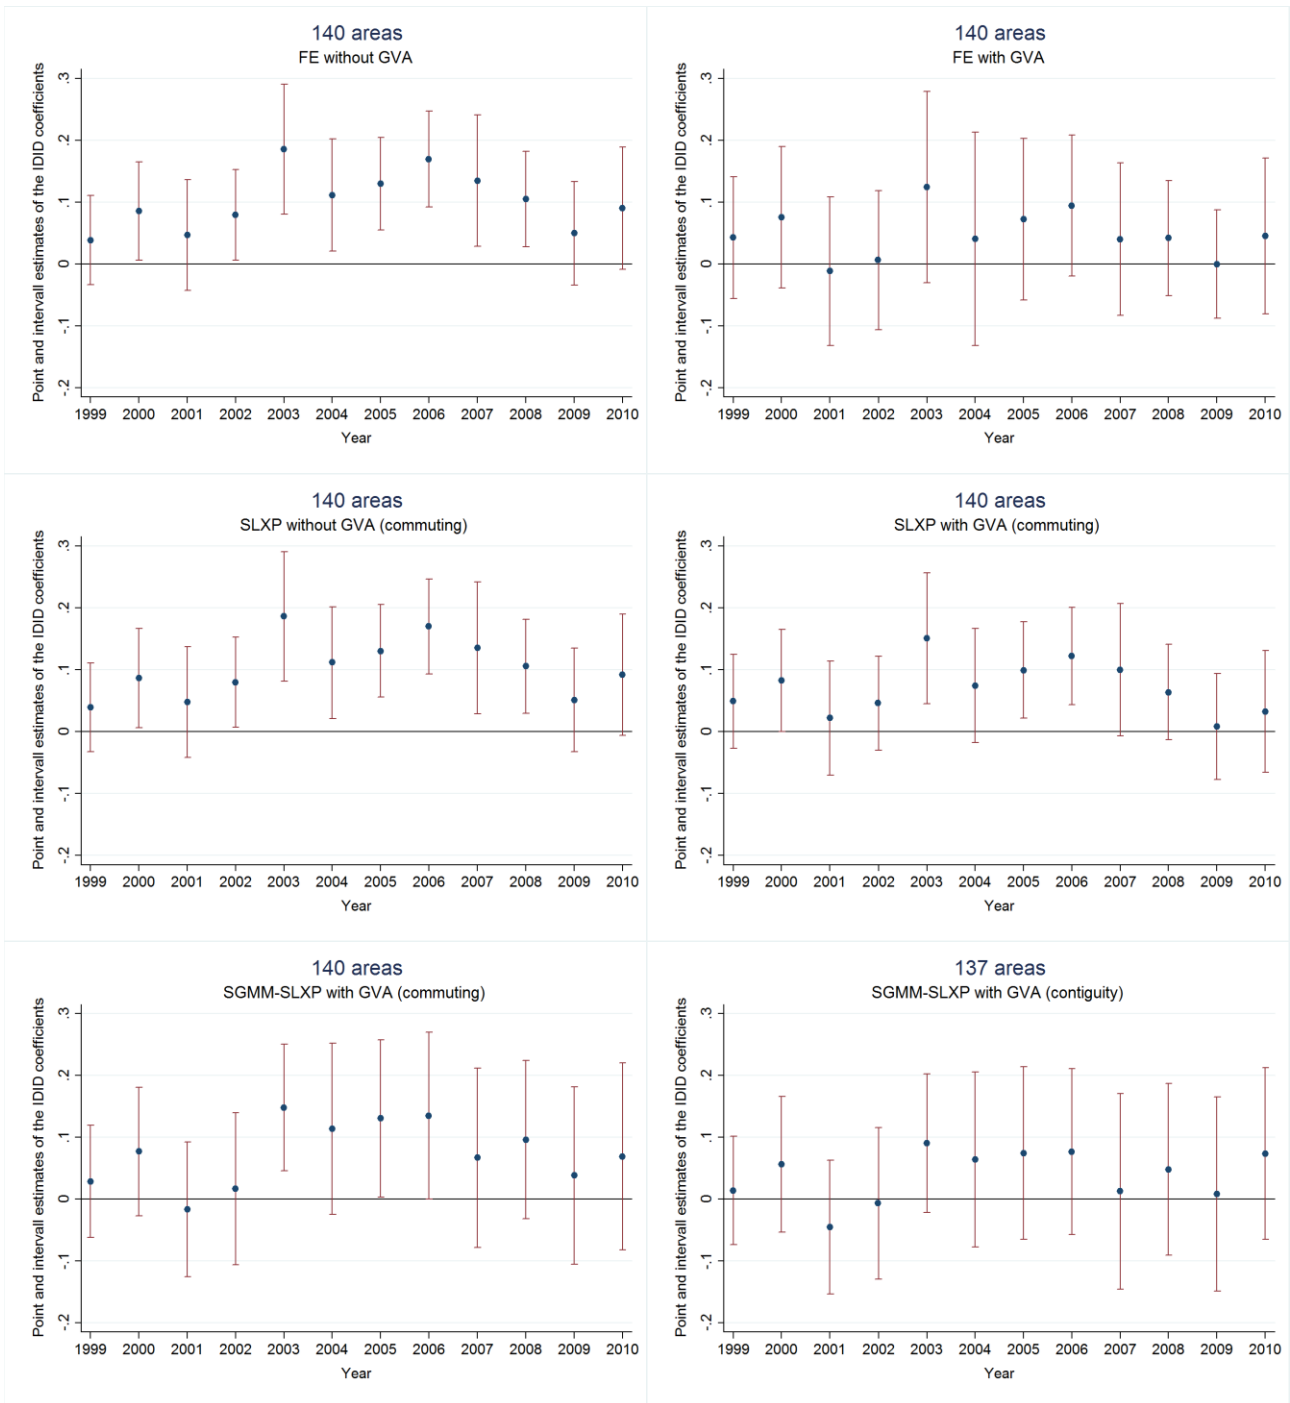 140 areas
FE without GVA
Point and intervall estimates of the IDID coefficients
.3
.2
.1
0
-.1
-.2
1999 2000 2001 2002 2003 2004 2005 2006 2007 2008 2009 2010
Year
140 areas
FE with GVA
Point and intervall estimates of the IDID coefficients
.3
.2
.1
0
-.1
-.2
1999 2000 2001 2002 2003 2004 2005 2006 2007 2008 2009 2010
Year
140 areas
SLXP without GVA (commuting)
Point and intervall estimates of the IDID coefficients
.3
.2
.1
0
-.1
-.2
1999 2000 2001 2002 2003 2004 2005 2006 2007 2008 2009 2010
Year
140 areas
SLXP with GVA (commuting)
Point and intervall estimates of the IDID coefficients
.3
.2
.1
0
-.1
-.2
1999 2000 2001 2002 2003 2004 2005 2006 2007 2008 2009 2010
Year
140 areas
SGMM-SLXP with GVA (commuting)
Point and intervall estimates of the IDID coefficients
.3
.2
.1
0
-.1
-.2
1999 2000 2001 2002 2003 2004 2005 2006 2007 2008 2009 2010
Year
137 areas
SGMM-SLXP with GVA (contiguity)
Point and intervall estimates of the IDID coefficients
.3
.2
.1
0
-.1
-.2
1999 2000 2001 2002 2003 2004 2005 2006 2007 2008 2009 2010
Year